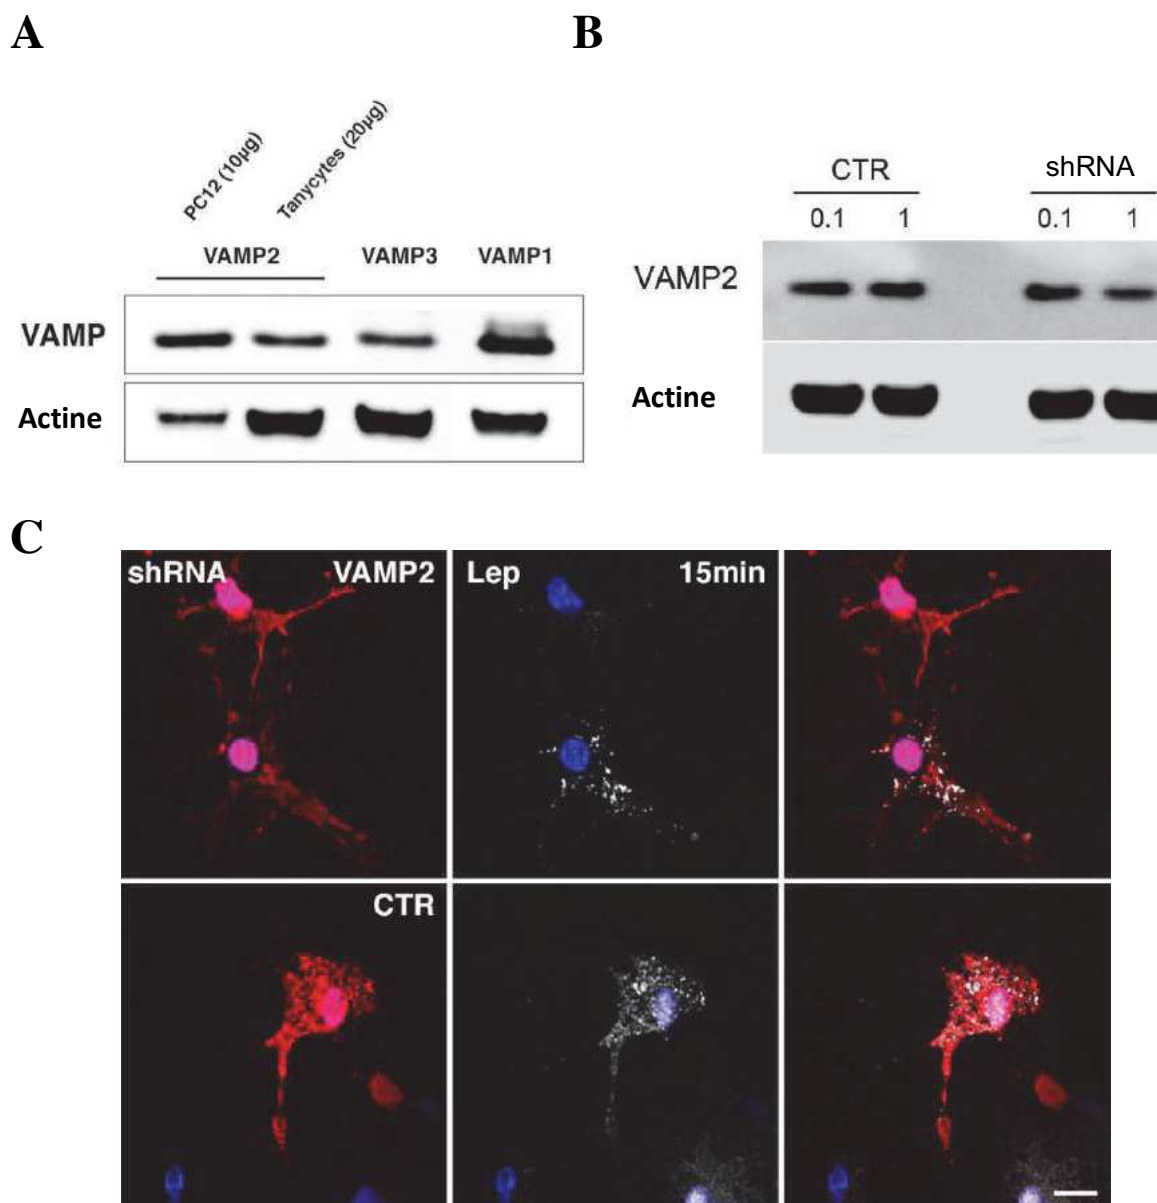 A
B
PC12 (10µg)
Tanycytes (20µg)
VAMP2
VAMP3
VAMP1
VAMP
Actine
CTR
shRNA
0.1
1
0.1
1
VAMP2
Actine
C
shRNA VAMP2
Lep 15min
CTR